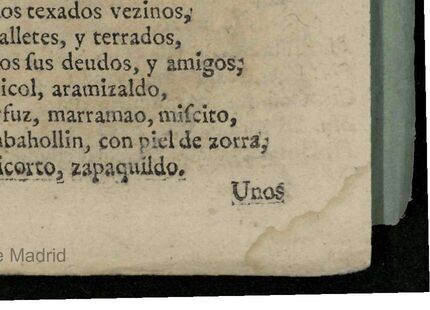 os texados vezinos,
alletes, y terrados,
os sus deudos, y amigos;
icol, aramizaldo,
fuz, marramao, miscito,
bahollin, con piel de zorra,
icorto, zapaquildo.
Unos
e Madrid